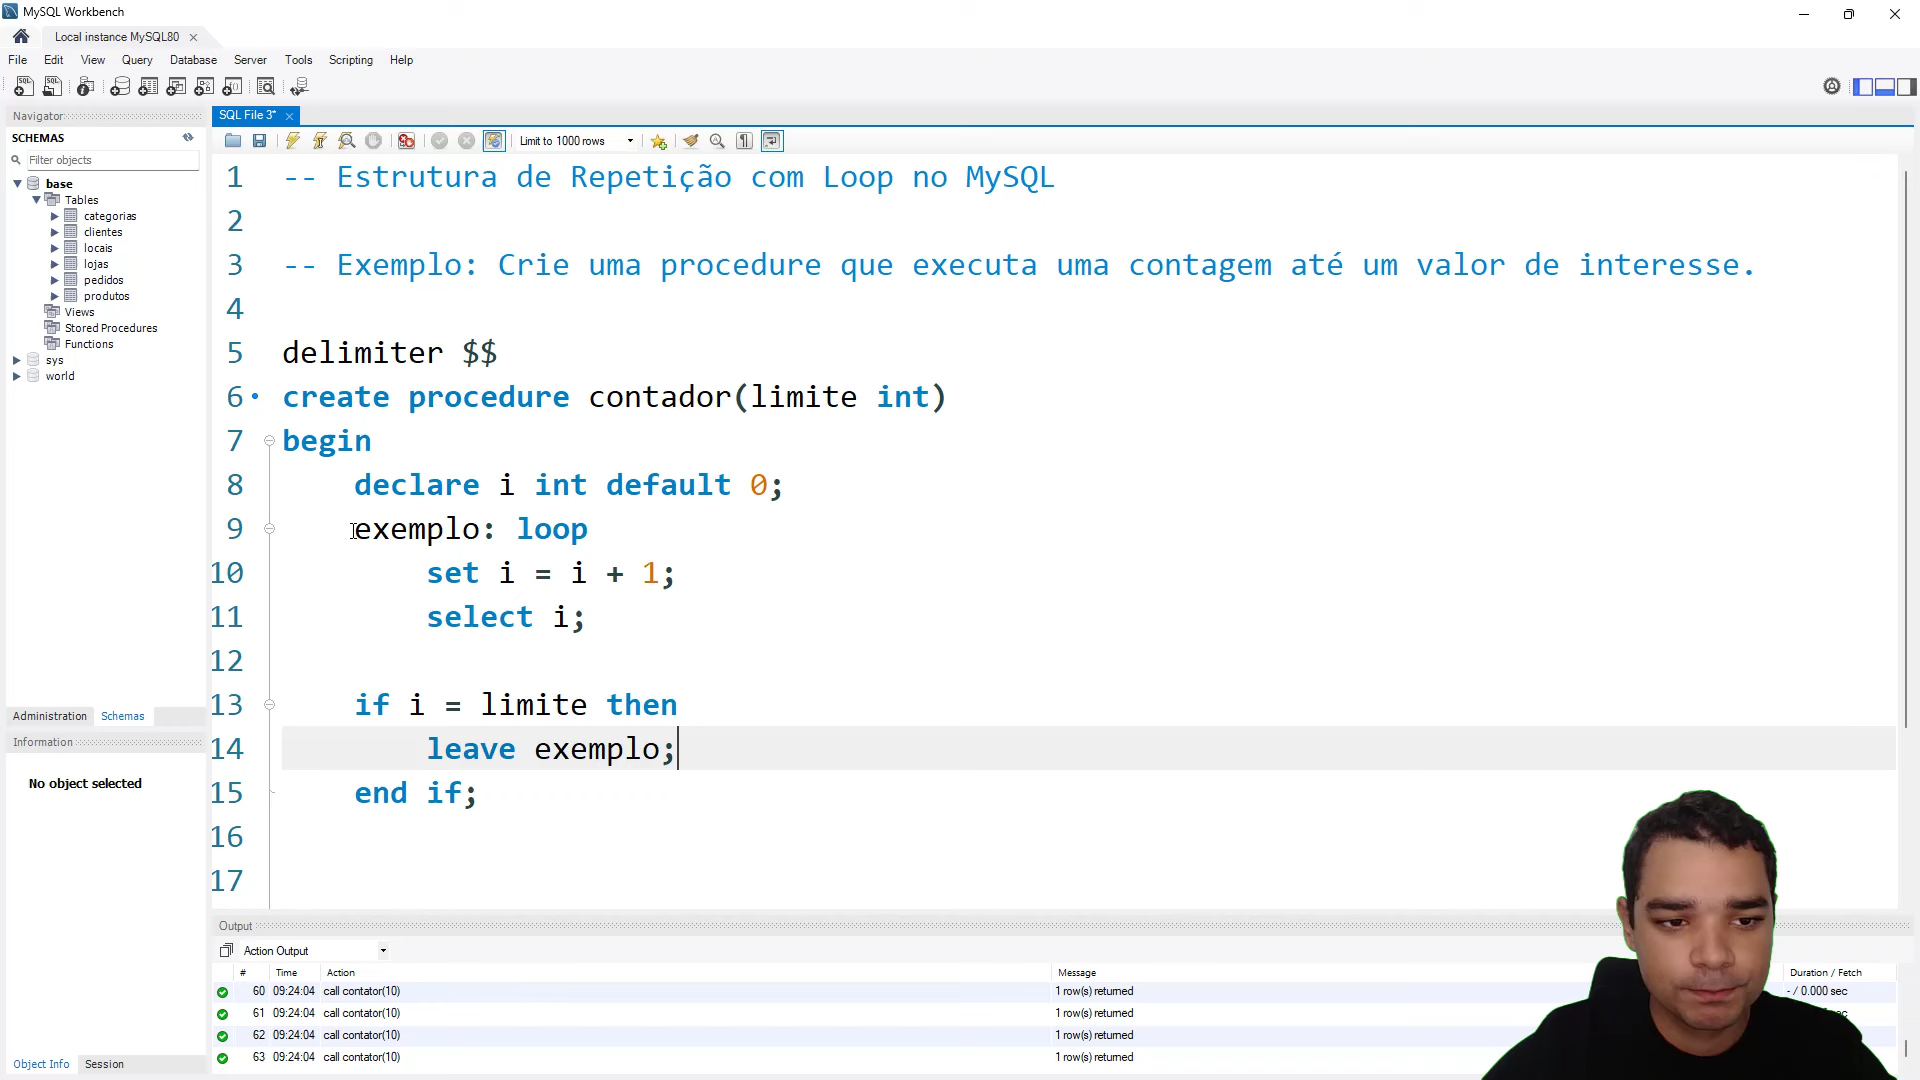 MySQL Workbench
Local instance MySQL80
File Edit View Query Database Server Tools Scripting Help
Navigator
SCHEMAS
Filter objects
base
Tables
categorias
clientes
locais
lojas
pedidos
produtos
Views
Stored Procedures
Functions
sys
world
Administration Schemas
Information
No object selected
Object Info Session
SQL File 3*
Limit to 1000 rows
1 -- Estrutura de Repetição com Loop no MySQL
2
3 -- Exemplo: Crie uma procedure que executa uma contagem até um valor de interesse.
4
5 delimiter $$
6 create procedure contador(limite int)
7 begin
8 declare i int default 0;
9 exemplo: loop
10 set i = i + 1;
11 select i;
12
13 if i = limite then
14 leave exemplo;
15 end if;
16
17
Output
Action Output
# Time Action Message Duration / Fetch
60 09:24:04 call contator(10) 1 row(s) returned - / 0.000 sec
61 09:24:04 call contator(10) 1 row(s) returned
62 09:24:04 call contator(10) 1 row(s) returned
63 09:24:04 call contator(10) 1 row(s) returned